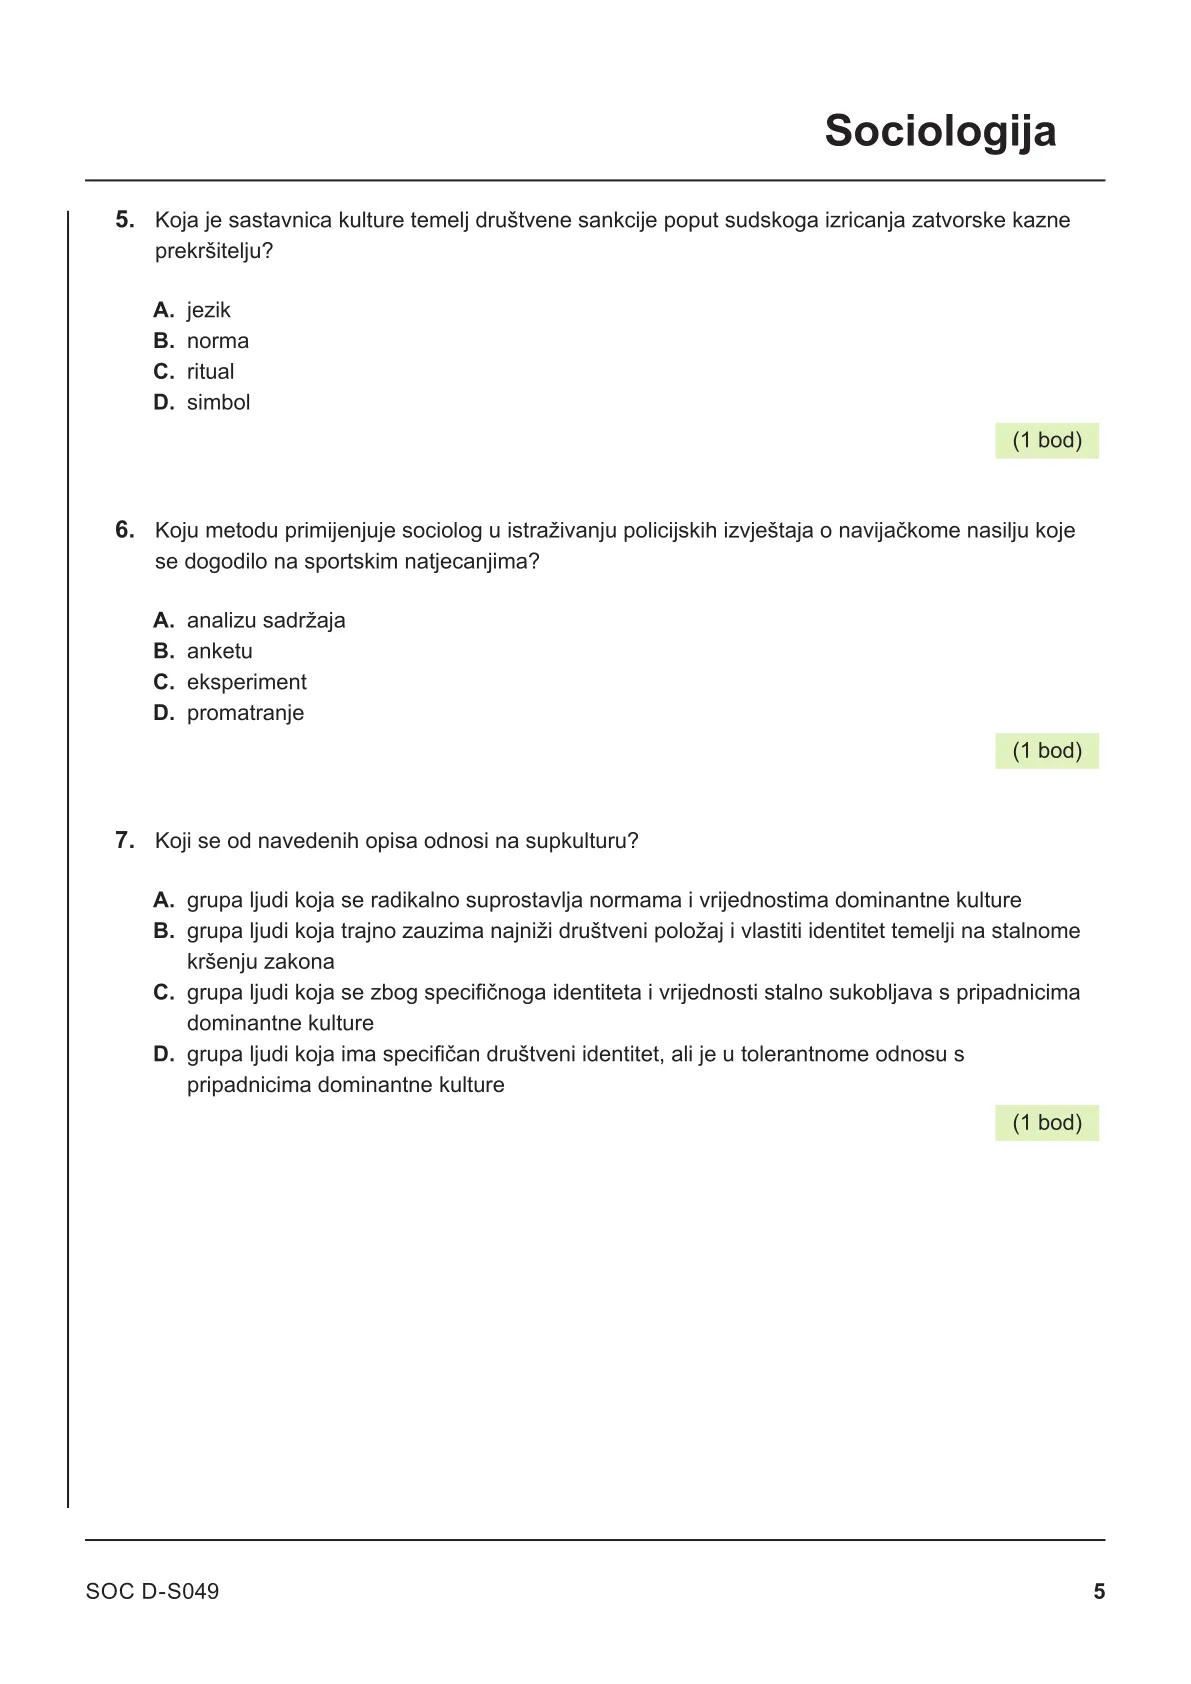 Sociologija
5. Koja je sastavnica kulture temelj društvene sankcije poput sudskoga izricanja zatvorske kazne
prekršitelju?
A. jezik
B. norma
C. ritual
D. simbol
(1 bod)
6. Koju metodu primijenjuje sociolog u istraživanju policijskih izvještaja o navijačkome nasilju koje
se dogodilo na sportskim natjecanjima?
A. analizu sadržaja
B. anketu
C. eksperiment
D. promatranje
(1 bod)
7. Koji se od navedenih opisa odnosi na supkulturu?
A. grupa ljudi koja se radikalno suprostavlja normama i vrijednostima dominantne kulture
B. grupa ljudi koja trajno zauzima najniži društveni položaj i vlastiti identitet temelji na stalnome
kršenju zakona
C. grupa ljudi koja se zbog specifičnoga identiteta i vrijednosti stalno sukobljava s pripadnicima
dominantne kulture
D. grupa ljudi koja ima specifičan društveni identitet, ali je u tolerantnome odnosu s
pripadnicima dominantne kulture
(1 bod)
SOC D-S049
5